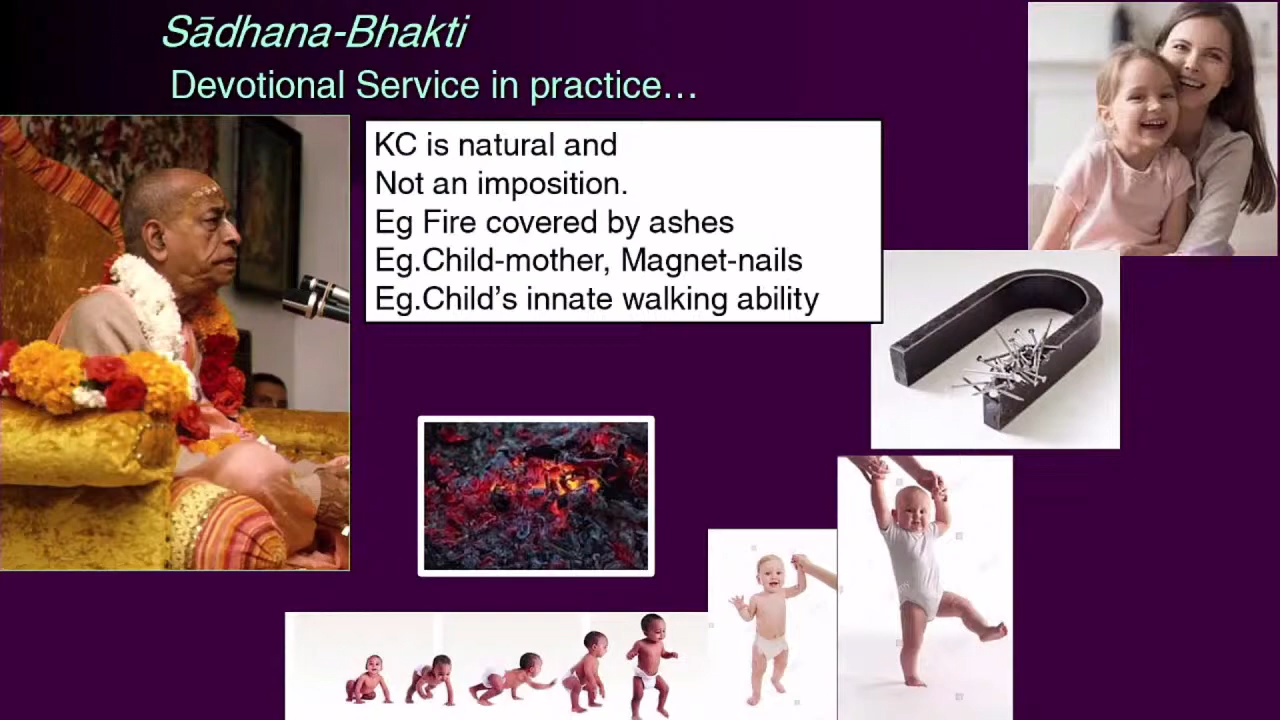 Sādhana-Bhakti
Devotional Service in practice…
KC is natural and
Not an imposition.
Eg Fire covered by ashes
Eg.Child-mother, Magnet-nails
Eg.Child’s innate walking ability